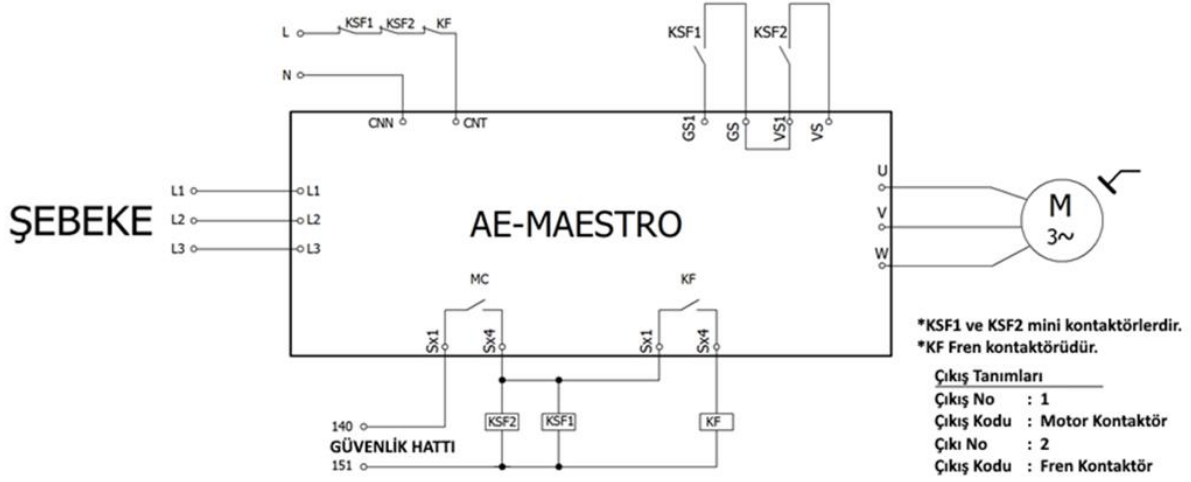 L KSF1 KSF2 KF
N
CNN CNT
KSF1 KSF2
GS1 GS VS1 VS
ŞEBEKE
L1 L1
L2 L2
L3 L3
AE-MAESTRO
U
V
W
M
3~
MC KF
Sx1 Sx4 Sx1 Sx4
KSF2 KSF1 KF
140
GÜVENLİK HATTI
151
*KSF1 ve KSF2 mini kontaktörlerdir.
*KF Fren kontaktörüdür.
Çıkış Tanımları
Çıkış No : 1
Çıkış Kodu : Motor Kontaktör
Çıkı No : 2
Çıkış Kodu : Fren Kontaktör